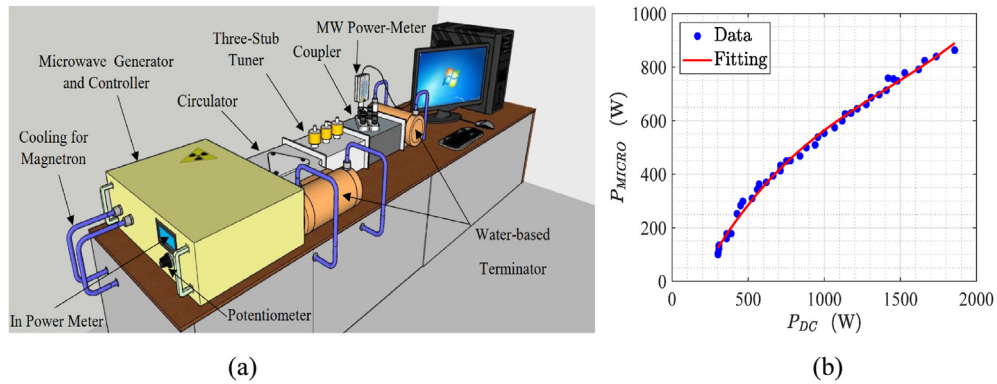 MW Power-Meter
Three-Stub
Tuner
Coupler
Microwave Generator
and Controller
Circulator
Cooling for
Magnetron
Water-based
Terminator
In Power Meter
Potentiometer
(a)
1000
800
600
400
200
0
P_MICRO (W)
Data
Fitting
0 500 1000 1500 2000
P_DC (W)
(b)